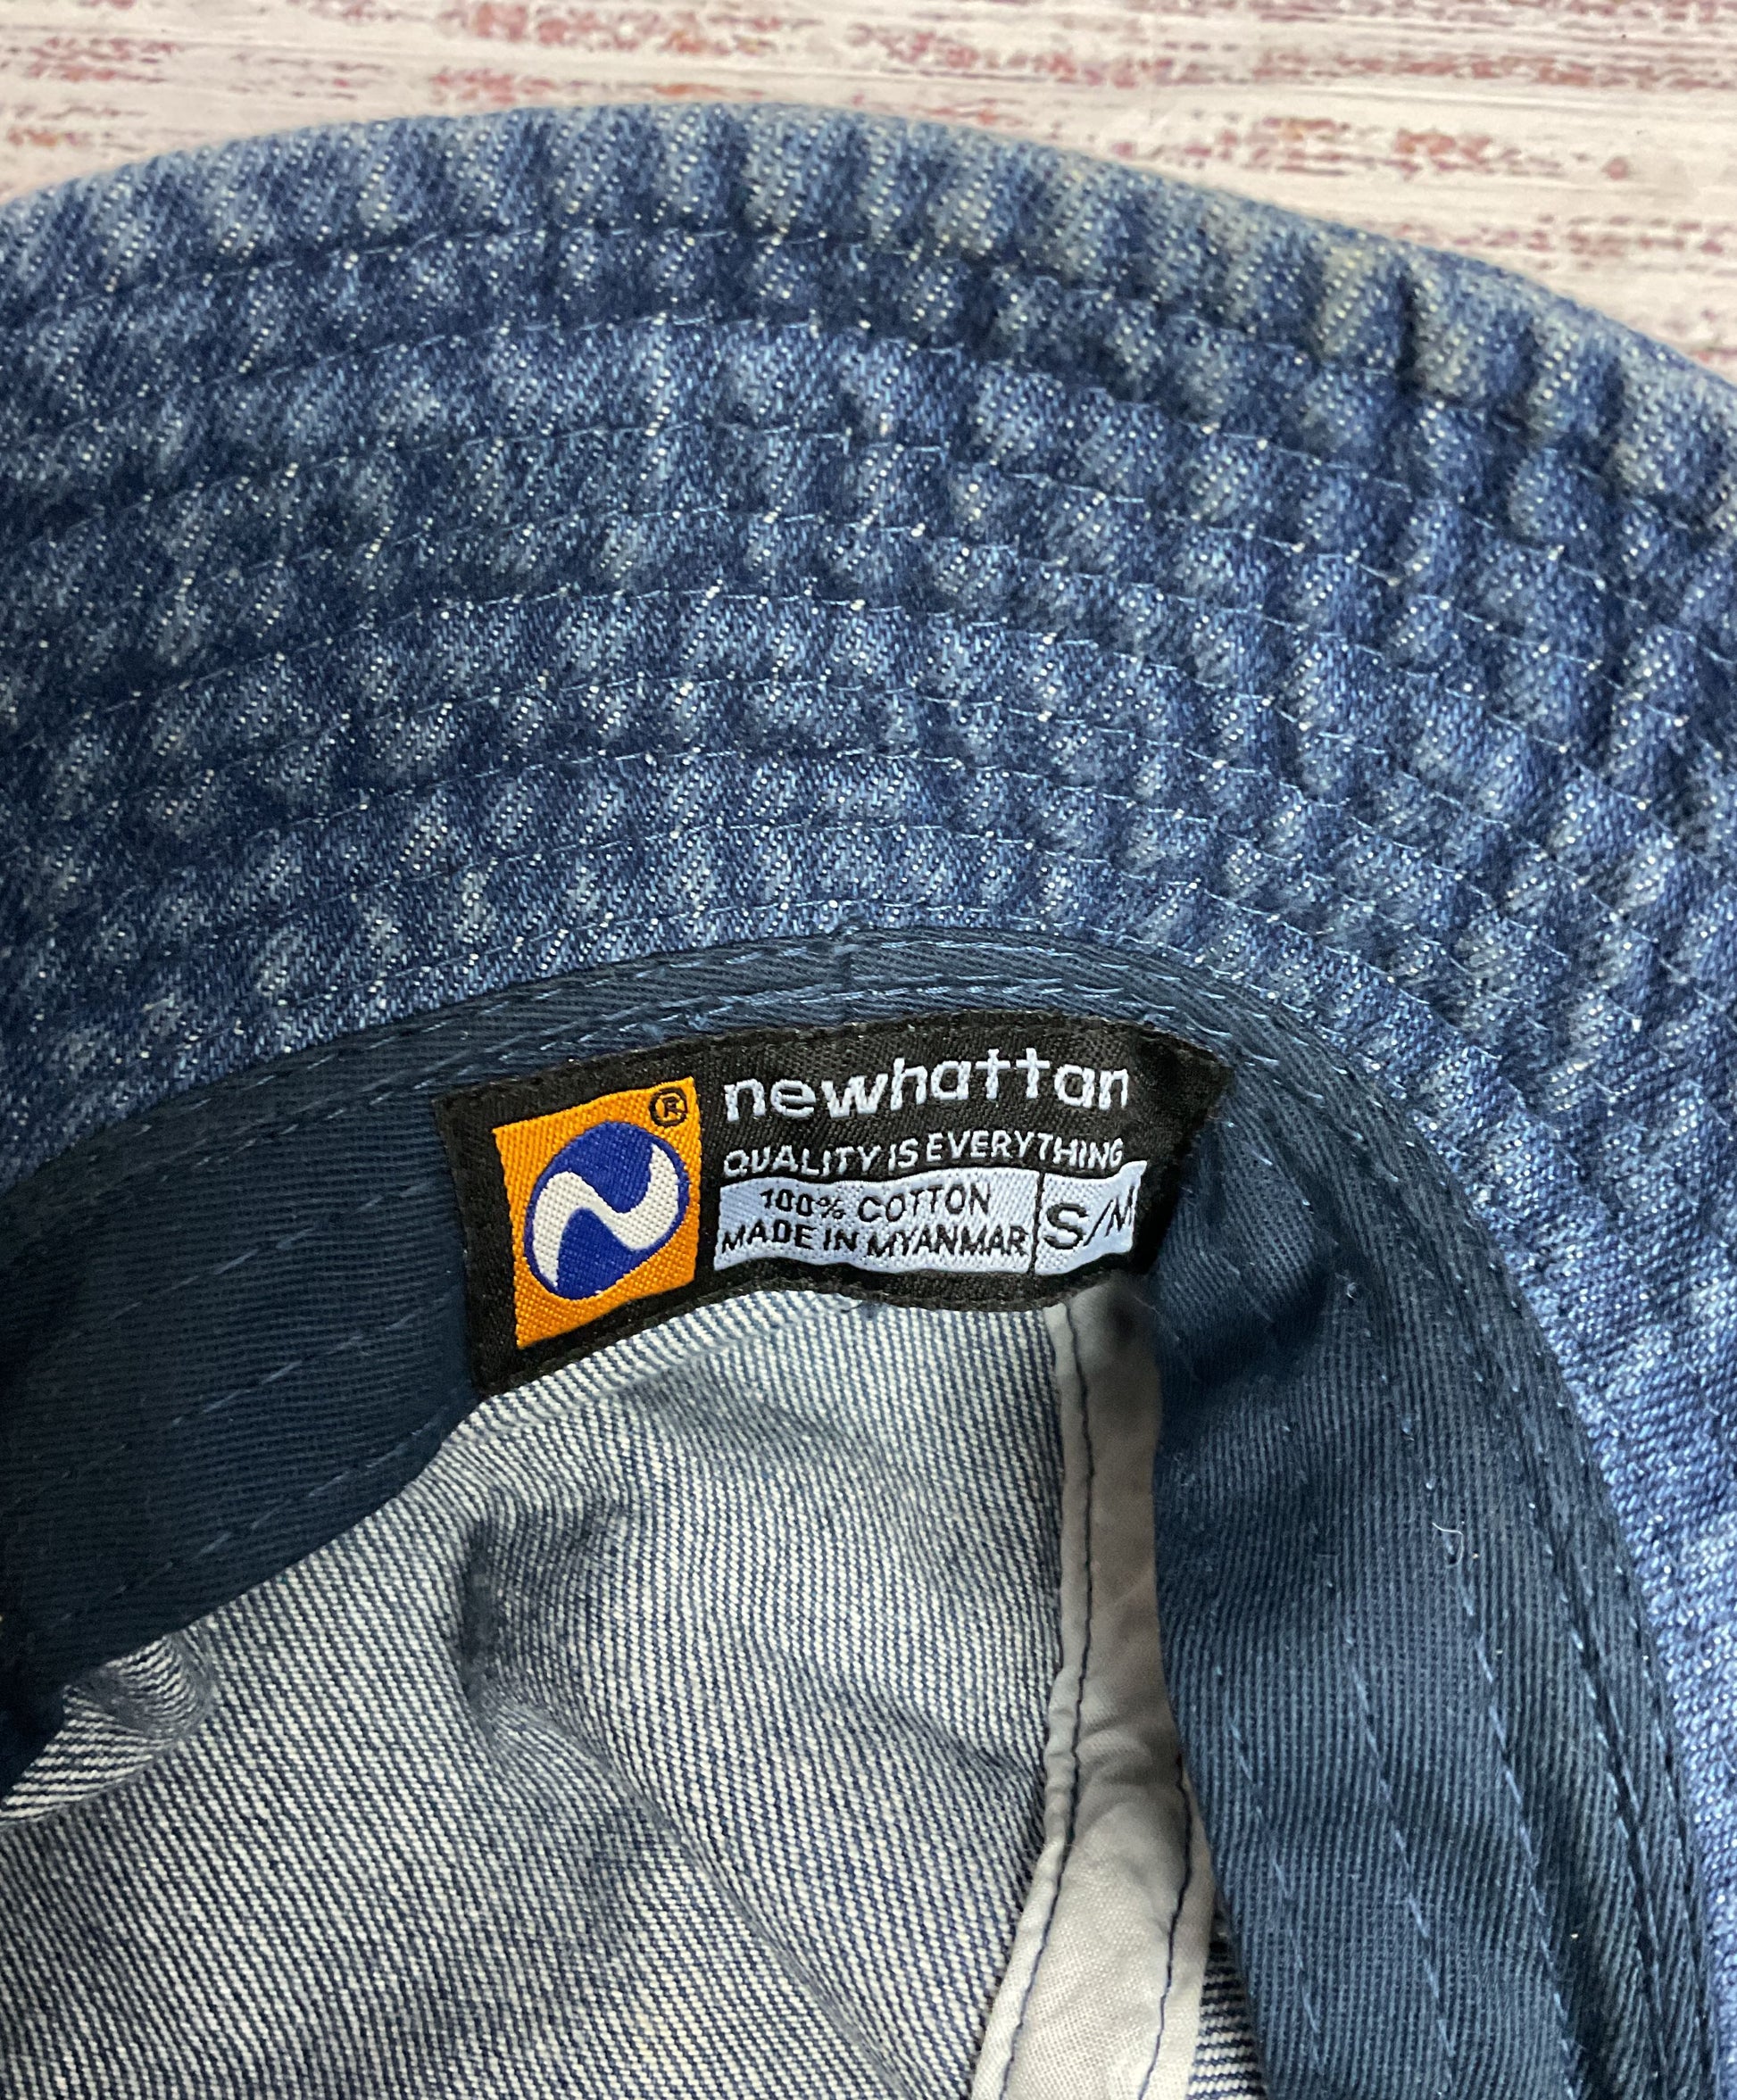 ®
newhattan
QUALITY IS EVERYTHING
100% COTTON
MADE IN MYANMAR
S/M